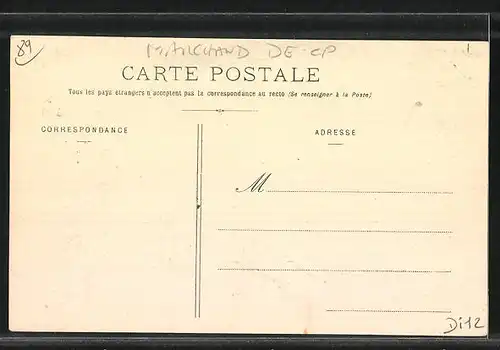 89
MARCHAND DE CP
CARTE POSTALE
Tous les pays étrangers n'acceptent pas la correspondance au recto (Se renseigner à la Poste)
CORRESPONDANCE
ADRESSE
M
Di12